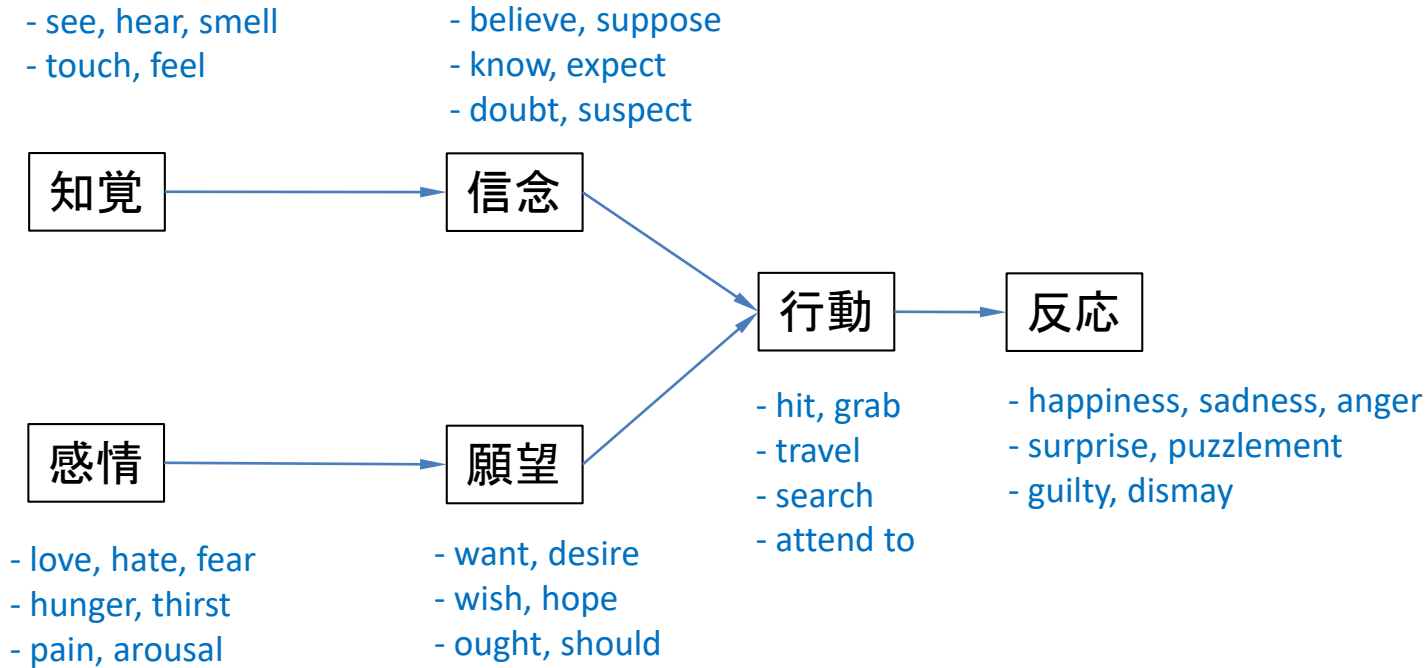 - see, hear, smell
- touch, feel
- believe, suppose
- know, expect
- doubt, suspect
知覚
信念
行動
反応
感情
願望
- love, hate, fear
- hunger, thirst
- pain, arousal
- want, desire
- wish, hope
- ought, should
- hit, grab
- travel
- search
- attend to
- happiness, sadness, anger
- surprise, puzzlement
- guilty, dismay